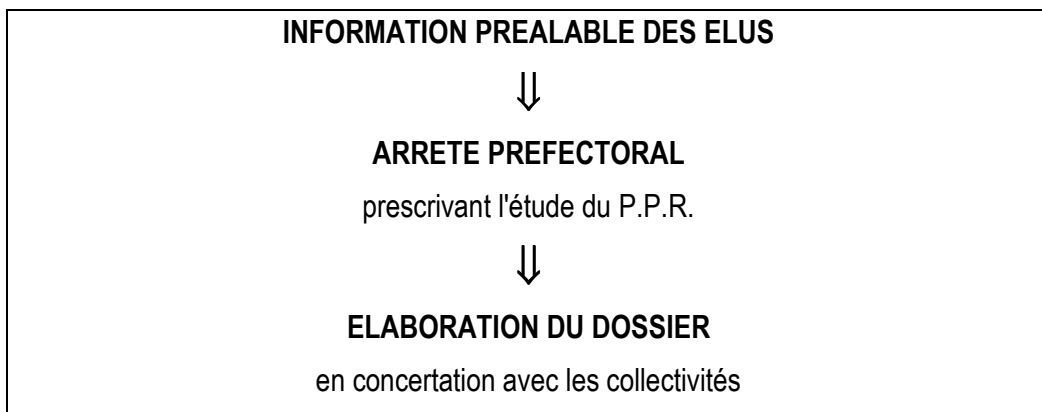 INFORMATION PREALABLE DES ELUS
⇓
ARRETE PREFECTORAL
prescrivant l'étude du P.P.R.
⇓
ELABORATION DU DOSSIER
en concertation avec les collectivités